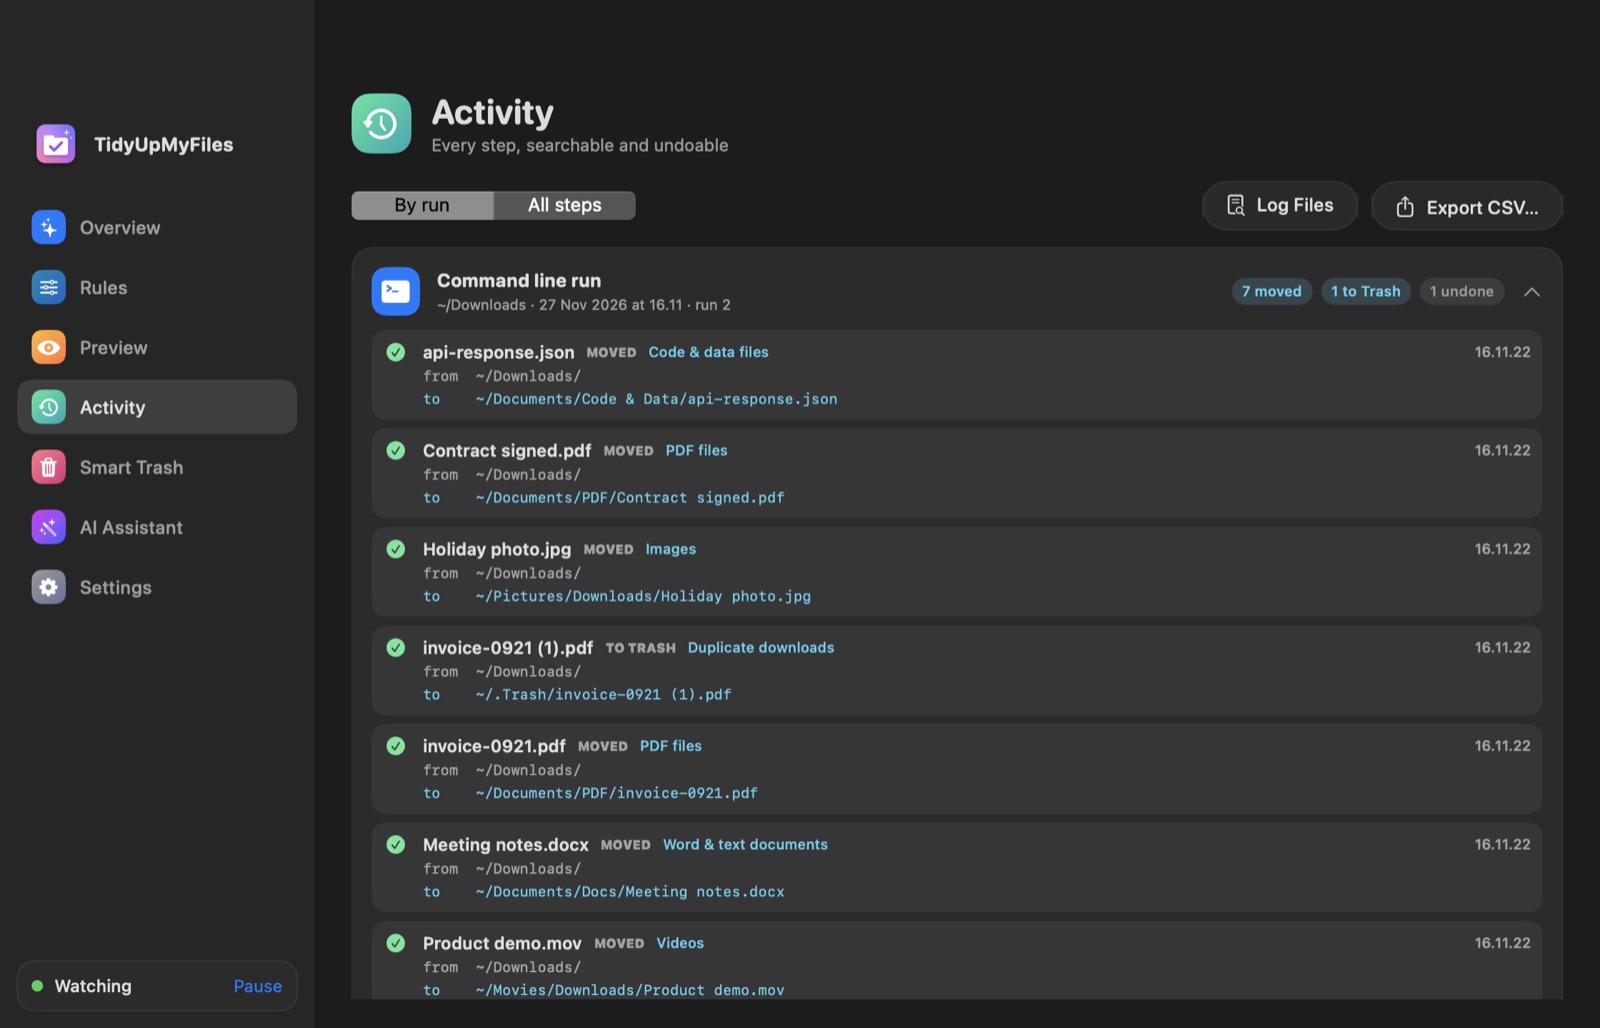 TidyUpMyFiles
Overview
Rules
Preview
Activity
Smart Trash
AI Assistant
Settings
Watching
Pause
Activity
Every step, searchable and undoable
By run
All steps
Log Files
Export CSV...
Command line run
~/Downloads · 27 Nov 2026 at 16.11 · run 2
7 moved
1 to Trash
1 undone
api-response.json MOVED Code & data files 16.11.22
from ~/Downloads/
to ~/Documents/Code & Data/api-response.json
Contract signed.pdf MOVED PDF files 16.11.22
from ~/Downloads/
to ~/Documents/PDF/Contract signed.pdf
Holiday photo.jpg MOVED Images 16.11.22
from ~/Downloads/
to ~/Pictures/Downloads/Holiday photo.jpg
invoice-0921 (1).pdf TO TRASH Duplicate downloads 16.11.22
from ~/Downloads/
to ~/.Trash/invoice-0921 (1).pdf
invoice-0921.pdf MOVED PDF files 16.11.22
from ~/Downloads/
to ~/Documents/PDF/invoice-0921.pdf
Meeting notes.docx MOVED Word & text documents 16.11.22
from ~/Downloads/
to ~/Documents/Docs/Meeting notes.docx
Product demo.mov MOVED Videos 16.11.22
from ~/Downloads/
to ~/Movies/Downloads/Product demo.mov